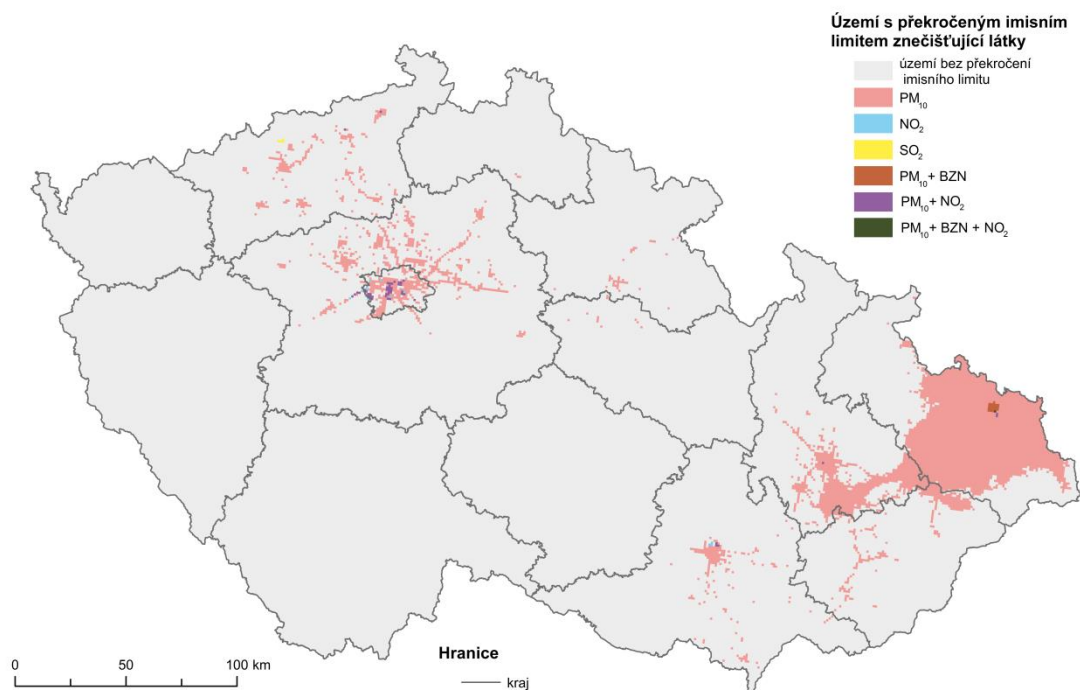 Území s překročeným imisním
limitem znečišťující látky
území bez překročení
imisního limitu
PM₁₀
NO₂
SO₂
PM₁₀ + BZN
PM₁₀ + NO₂
PM₁₀ + BZN + NO₂
Hranice
kraj
0 50 100 km